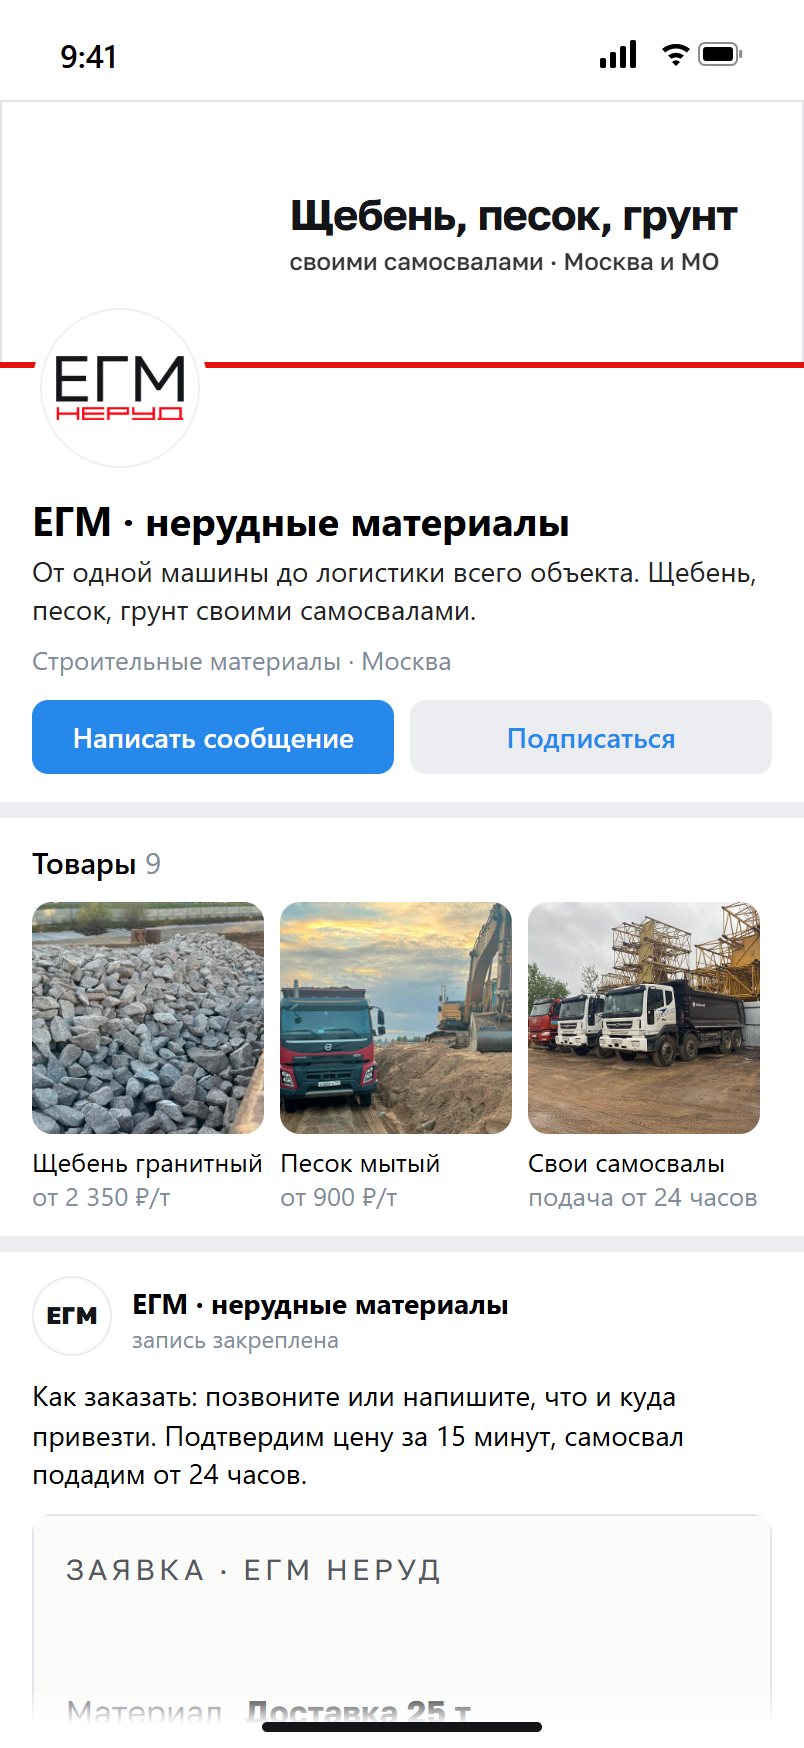 9:41
Щебень, песок, грунт
своими самосвалами · Москва и МО
ЕГМ
НЕРУД
ЕГМ · нерудные материалы
От одной машины до логистики всего объекта. Щебень,
песок, грунт своими самосвалами.
Строительные материалы · Москва
Написать сообщение
Подписаться
Товары 9
Щебень гранитный
от 2 350 ₽/т
Песок мытый
от 900 ₽/т
Свои самосвалы
подача от 24 часов
ЕГМ
ЕГМ · нерудные материалы
запись закреплена
Как заказать: позвоните или напишите, что и куда
привезти. Подтвердим цену за 15 минут, самосвал
подадим от 24 часов.
ЗАЯВКА · ЕГМ НЕРУД
Материал Доставка 25 т